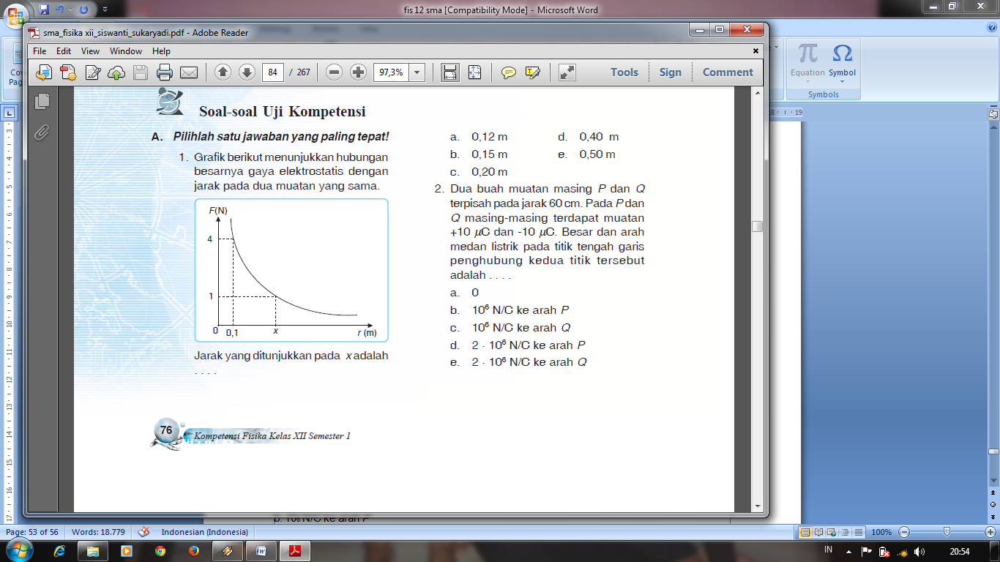 fis 12 sma [Compatibility Mode] - Microsoft Word
sma_fisika xii_siswanti_sukaryadi.pdf - Adobe Reader
File Edit View Window Help
84 / 267 97,3% Tools Sign Comment
Equation Symbol
Symbols
Soal-soal Uji Kompetensi
A. Pilihlah satu jawaban yang paling tepat!
1. Grafik berikut menunjukkan hubungan
besarnya gaya elektrostatis dengan
jarak pada dua muatan yang sama.
F(N)
4
1
0 0,1 x r (m)
Jarak yang ditunjukkan pada x adalah
. . . .
a. 0,12 m d. 0,40 m
b. 0,15 m e. 0,50 m
c. 0,20 m
2. Dua buah muatan masing P dan Q
terpisah pada jarak 60 cm. Pada P dan
Q masing-masing terdapat muatan
+10 μC dan -10 μC. Besar dan arah
medan listrik pada titik tengah garis
penghubung kedua titik tersebut
adalah . . . .
a. 0
b. 10⁶ N/C ke arah P
c. 10⁶ N/C ke arah Q
d. 2 · 10⁶ N/C ke arah P
e. 2 · 10⁶ N/C ke arah Q
76 Kompetensi Fisika Kelas XII Semester 1
Page: 53 of 56 Words: 18.779 Indonesian (Indonesia) 100%
IN 20:54